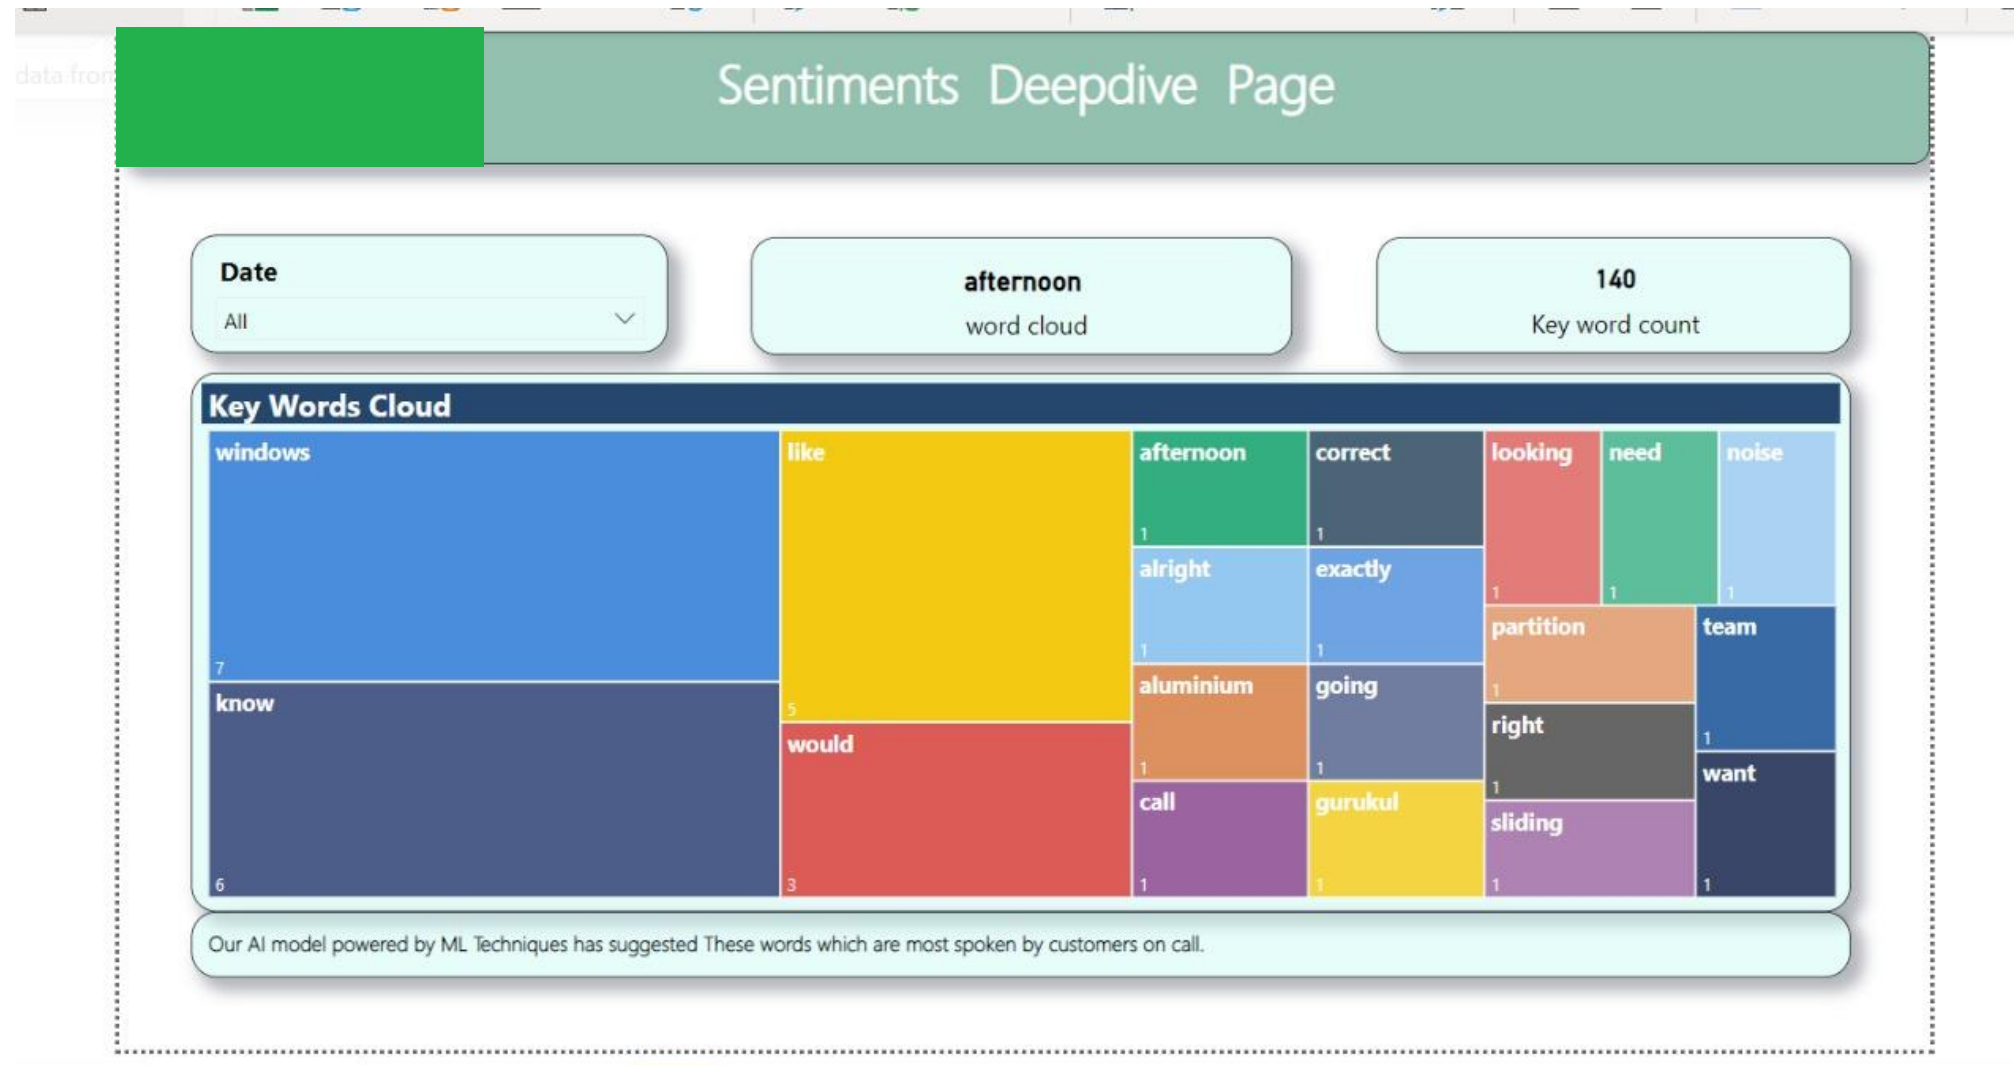 data from
Sentiments Deepdive Page
Date
All
afternoon
word cloud
140
Key word count
Key Words Cloud
windows
7
know
6
like
5
would
3
afternoon
1
alright
1
aluminium
1
call
1
correct
1
exactly
1
going
1
gurukul
1
looking
1
need
1
noise
1
partition
1
right
1
sliding
1
team
1
want
1
Our AI model powered by ML Techniques has suggested These words which are most spoken by customers on call.